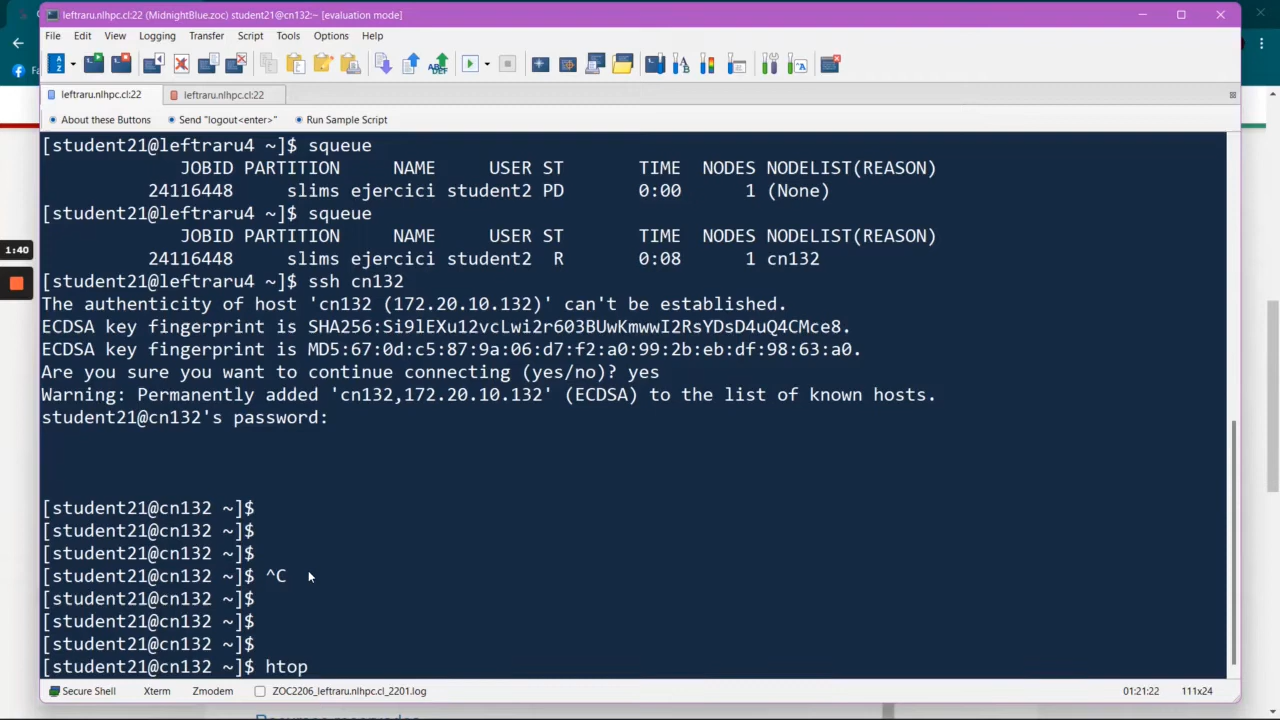 leftraru.nlhpc.cl:22 (MidnightBlue.zoc) student21@cn132:~ [evaluation mode]
File Edit View Logging Transfer Script Tools Options Help
leftraru.nlhpc.cl:22 leftraru.nlhpc.cl:22
About these Buttons Send "logout<enter>" Run Sample Script
[student21@leftraru4 ~]$ squeue
JOBID PARTITION NAME USER ST TIME NODES NODELIST(REASON)
24116448 slims ejercici student2 PD 0:00 1 (None)
[student21@leftraru4 ~]$ squeue
JOBID PARTITION NAME USER ST TIME NODES NODELIST(REASON)
24116448 slims ejercici student2 R 0:08 1 cn132
[student21@leftraru4 ~]$ ssh cn132
The authenticity of host 'cn132 (172.20.10.132)' can't be established.
ECDSA key fingerprint is SHA256:Si9lEXu12vcLwi2r603BUwKmwwI2RsYDsD4uQ4CMce8.
ECDSA key fingerprint is MD5:67:0d:c5:87:9a:06:d7:f2:a0:99:2b:eb:df:98:63:a0.
Are you sure you want to continue connecting (yes/no)? yes
1:40
Warning: Permanently added 'cn132,172.20.10.132' (ECDSA) to the list of known hosts.
student21@cn132's password:
[student21@cn132 ~]$
[student21@cn132 ~]$
[student21@cn132 ~]$
[student21@cn132 ~]$ ^C
[student21@cn132 ~]$
[student21@cn132 ~]$
[student21@cn132 ~]$
[student21@cn132 ~]$ htop
Secure Shell Xterm Zmodem ZOC2206_leftraru.nlhpc.cl_2201.log 01:21:22 111x24